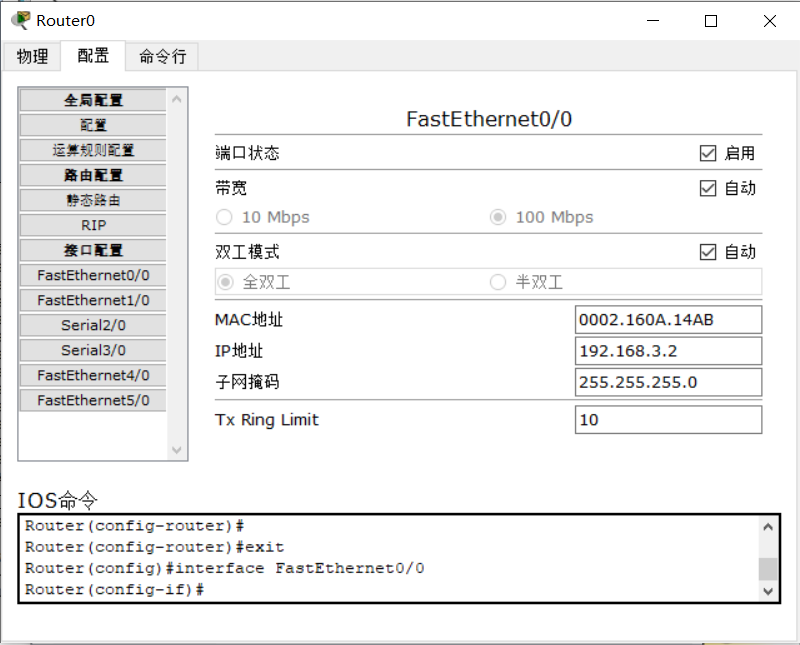 Router0
物理 配置 命令行
全局配置
配置
运算规则配置
路由配置
静态路由
RIP
接口配置
FastEthernet0/0
FastEthernet1/0
Serial2/0
Serial3/0
FastEthernet4/0
FastEthernet5/0
FastEthernet0/0
端口状态 启用
带宽 自动
10 Mbps 100 Mbps
双工模式 自动
全双工 半双工
MAC地址 0002.160A.14AB
IP地址 192.168.3.2
子网掩码 255.255.255.0
Tx Ring Limit 10
IOS命令
Router(config-router)#
Router(config-router)#exit
Router(config)#interface FastEthernet0/0
Router(config-if)#